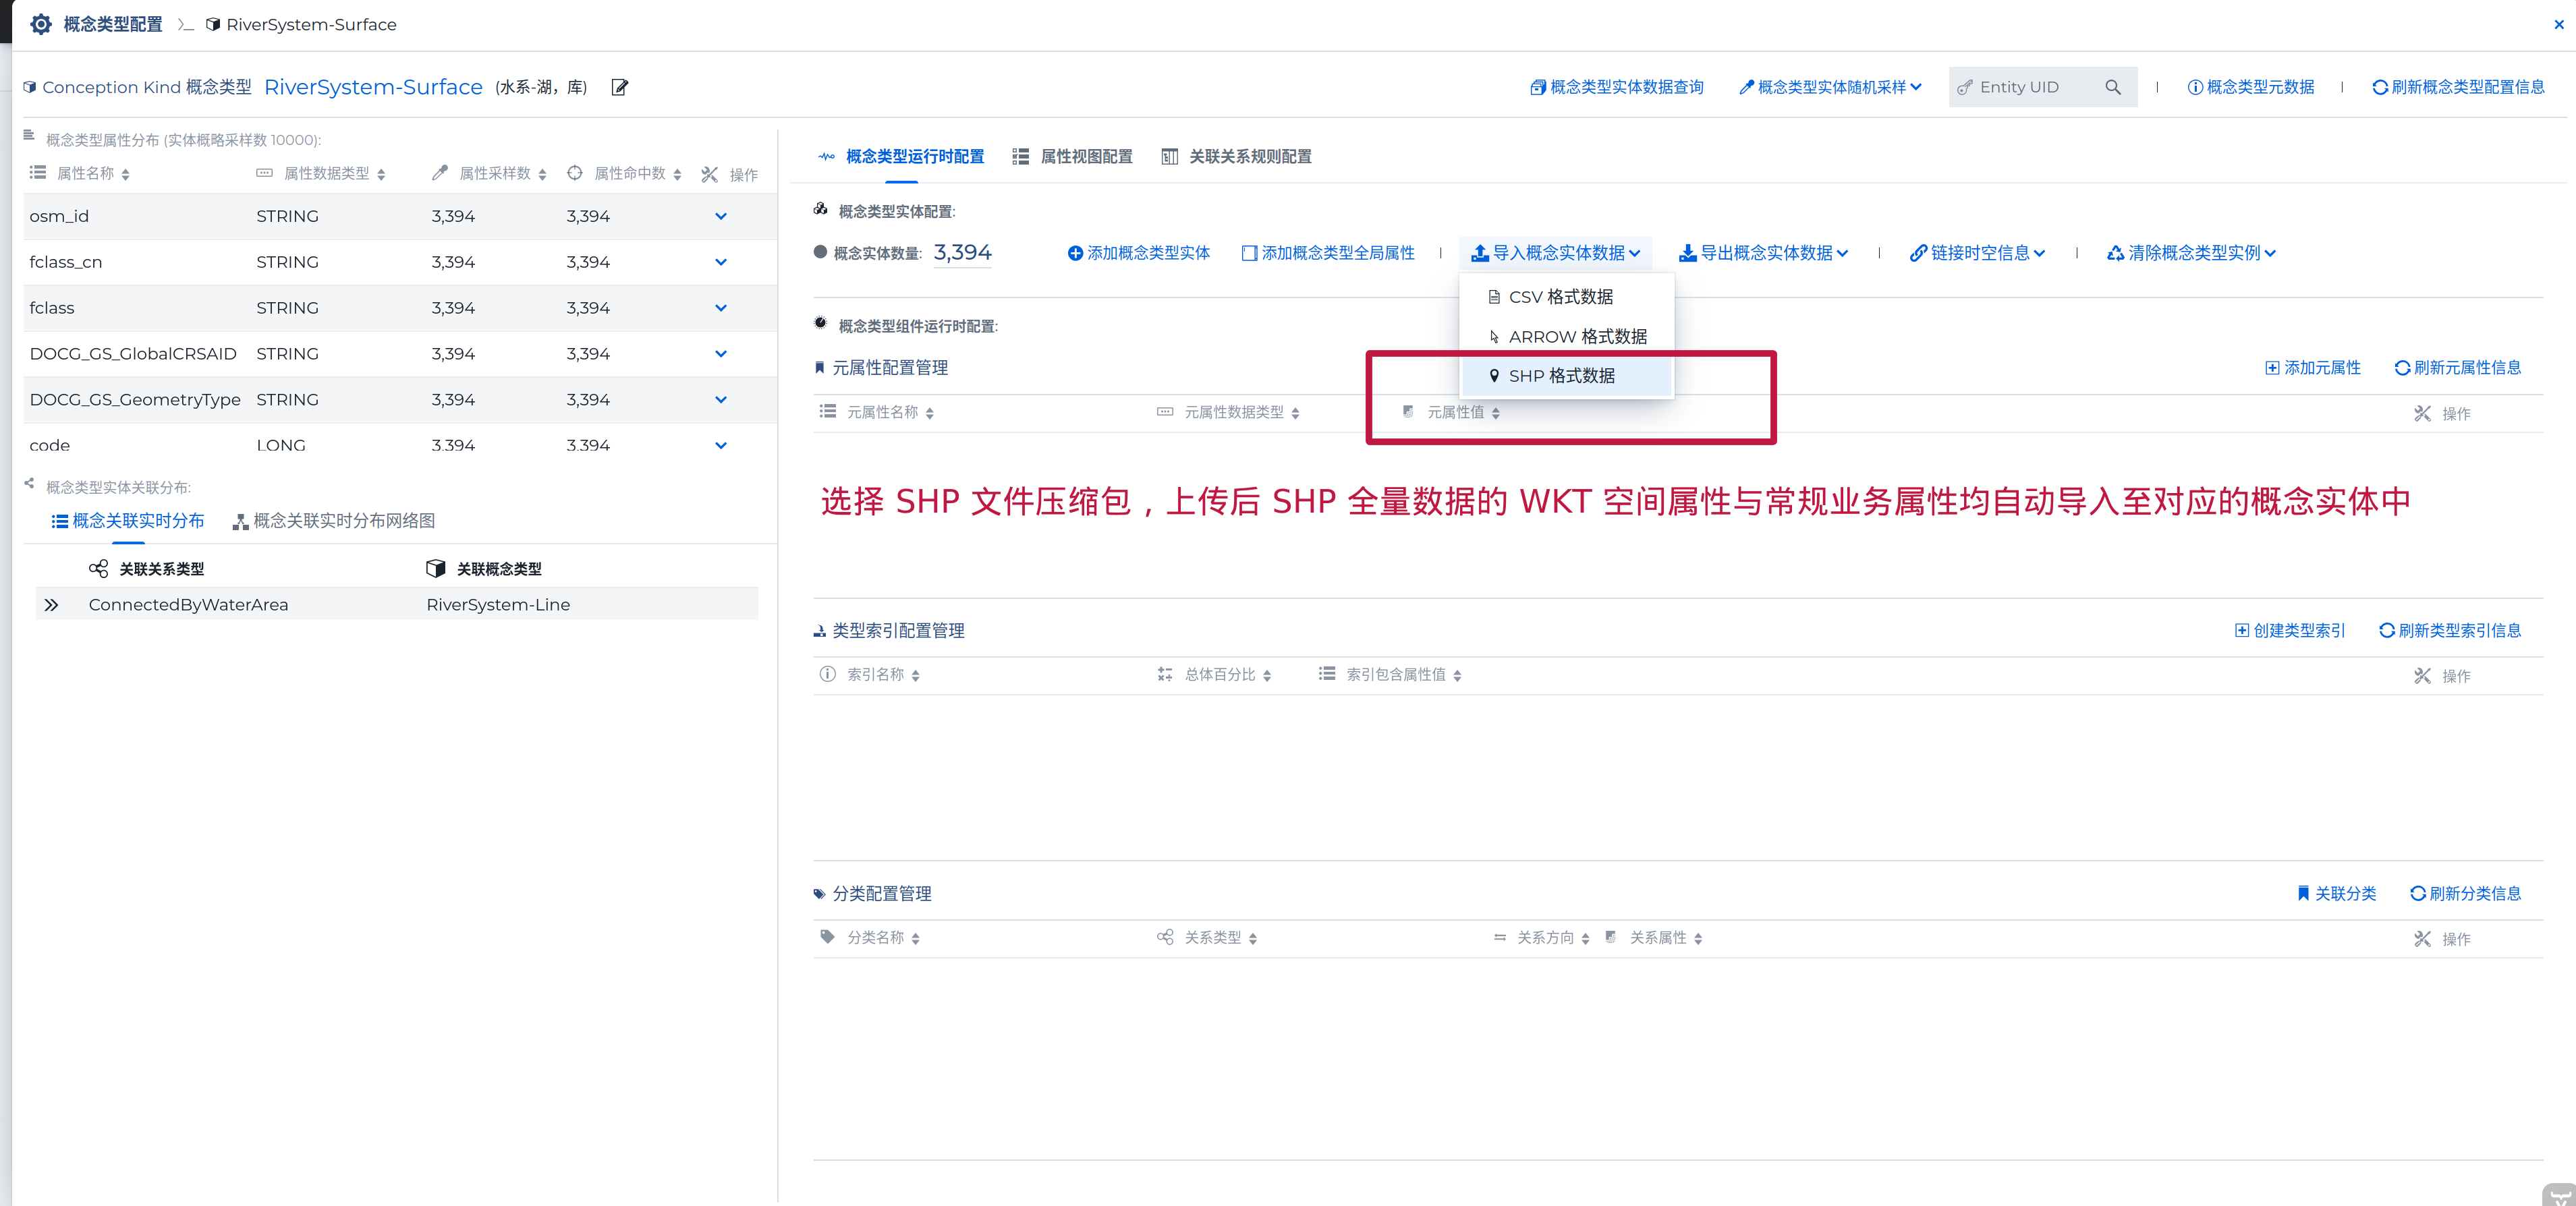 概念类型配置 RiverSystem-Surface
Conception Kind 概念类型 RiverSystem-Surface (水系-湖，库)
概念类型实体数据查询 概念类型实体随机采样 Entity UID 概念类型元数据 刷新概念类型配置信息
概念类型属性分布 (实体概略采样数 10000):
属性名称 属性数据类型 属性采样数 属性命中数 操作
osm_id STRING 3,394 3,394
fclass_cn STRING 3,394 3,394
fclass STRING 3,394 3,394
DOCG_GS_GlobalCRSAID STRING 3,394 3,394
DOCG_GS_GeometryType STRING 3,394 3,394
code LONG 3,394 3,394
概念类型实体关联分布:
概念关联实时分布 概念关联实时分布网络图
关联关系类型 关联概念类型
ConnectedByWaterArea RiverSystem-Line
概念类型运行时配置 属性视图配置 关联关系规则配置
概念类型实体配置:
概念实体数量: 3,394 添加概念类型实体 添加概念类型全局属性 导入概念实体数据 导出概念实体数据 链接时空信息 清除概念类型实例
CSV 格式数据
ARROW 格式数据
SHP 格式数据
概念类型组件运行时配置:
元属性配置管理 添加元属性 刷新元属性信息
元属性名称 元属性数据类型 元属性值 操作
选择 SHP 文件压缩包，上传后 SHP 全量数据的 WKT 空间属性与常规业务属性均自动导入至对应的概念实体中
类型索引配置管理 创建类型索引 刷新类型索引信息
索引名称 总体百分比 索引包含属性值 操作
分类配置管理 关联分类 刷新分类信息
分类名称 关系类型 关系方向 关系属性 操作